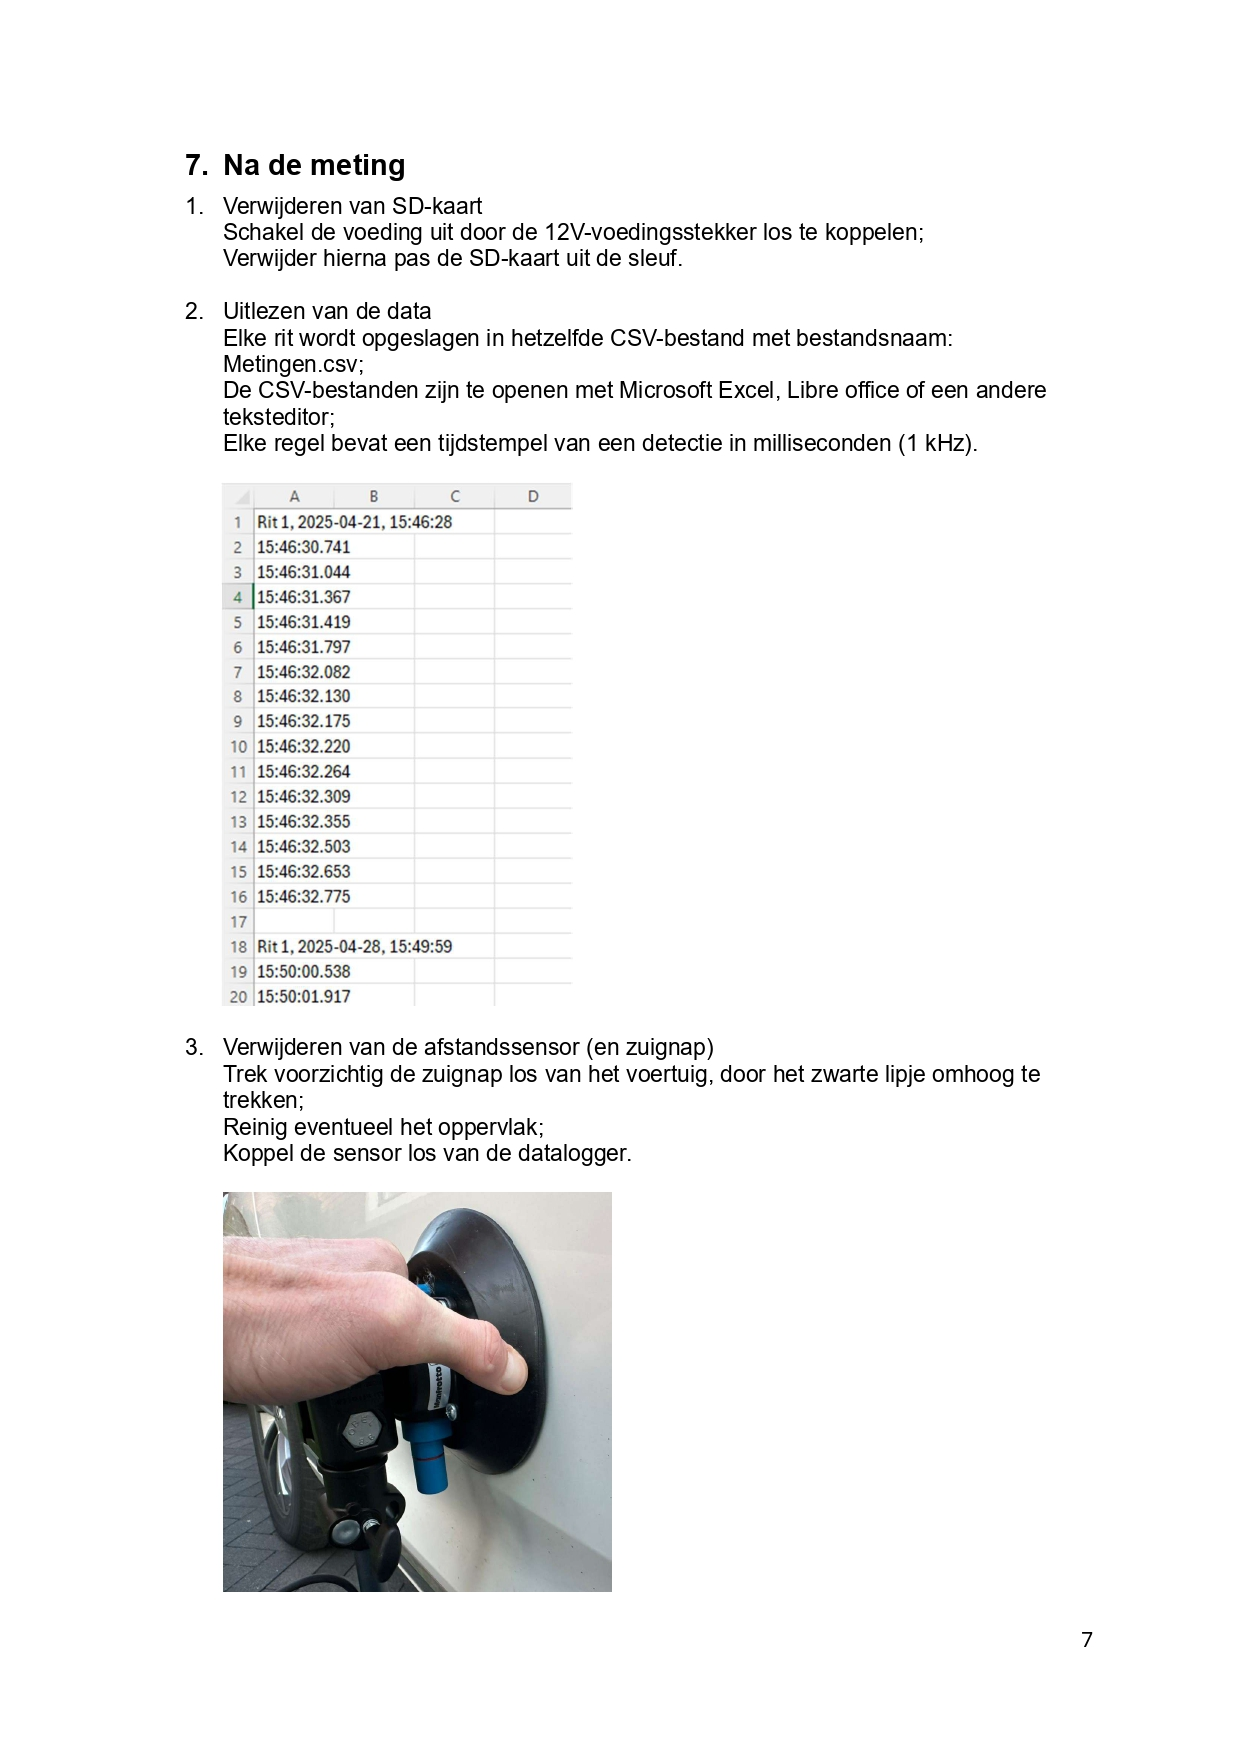 7. Na de meting
1. Verwijderen van SD-kaart
Schakel de voeding uit door de 12V-voedingsstekker los te koppelen;
Verwijder hierna pas de SD-kaart uit de sleuf.
2. Uitlezen van de data
Elke rit wordt opgeslagen in hetzelfde CSV-bestand met bestandsnaam:
Metingen.csv;
De CSV-bestanden zijn te openen met Microsoft Excel, Libre office of een andere
teksteditor;
Elke regel bevat een tijdstempel van een detectie in milliseconden (1 kHz).
A B C D
1 Rit 1, 2025-04-21, 15:46:28
2 15:46:30.741
3 15:46:31.044
4 15:46:31.367
5 15:46:31.419
6 15:46:31.797
7 15:46:32.082
8 15:46:32.130
9 15:46:32.175
10 15:46:32.220
11 15:46:32.264
12 15:46:32.309
13 15:46:32.355
14 15:46:32.503
15 15:46:32.653
16 15:46:32.775
17
18 Rit 1, 2025-04-28, 15:49:59
19 15:50:00.538
20 15:50:01.917
3. Verwijderen van de afstandssensor (en zuignap)
Trek voorzichtig de zuignap los van het voertuig, door het zwarte lipje omhoog te
trekken;
Reinig eventueel het oppervlak;
Koppel de sensor los van de datalogger.
Manfrotto
7